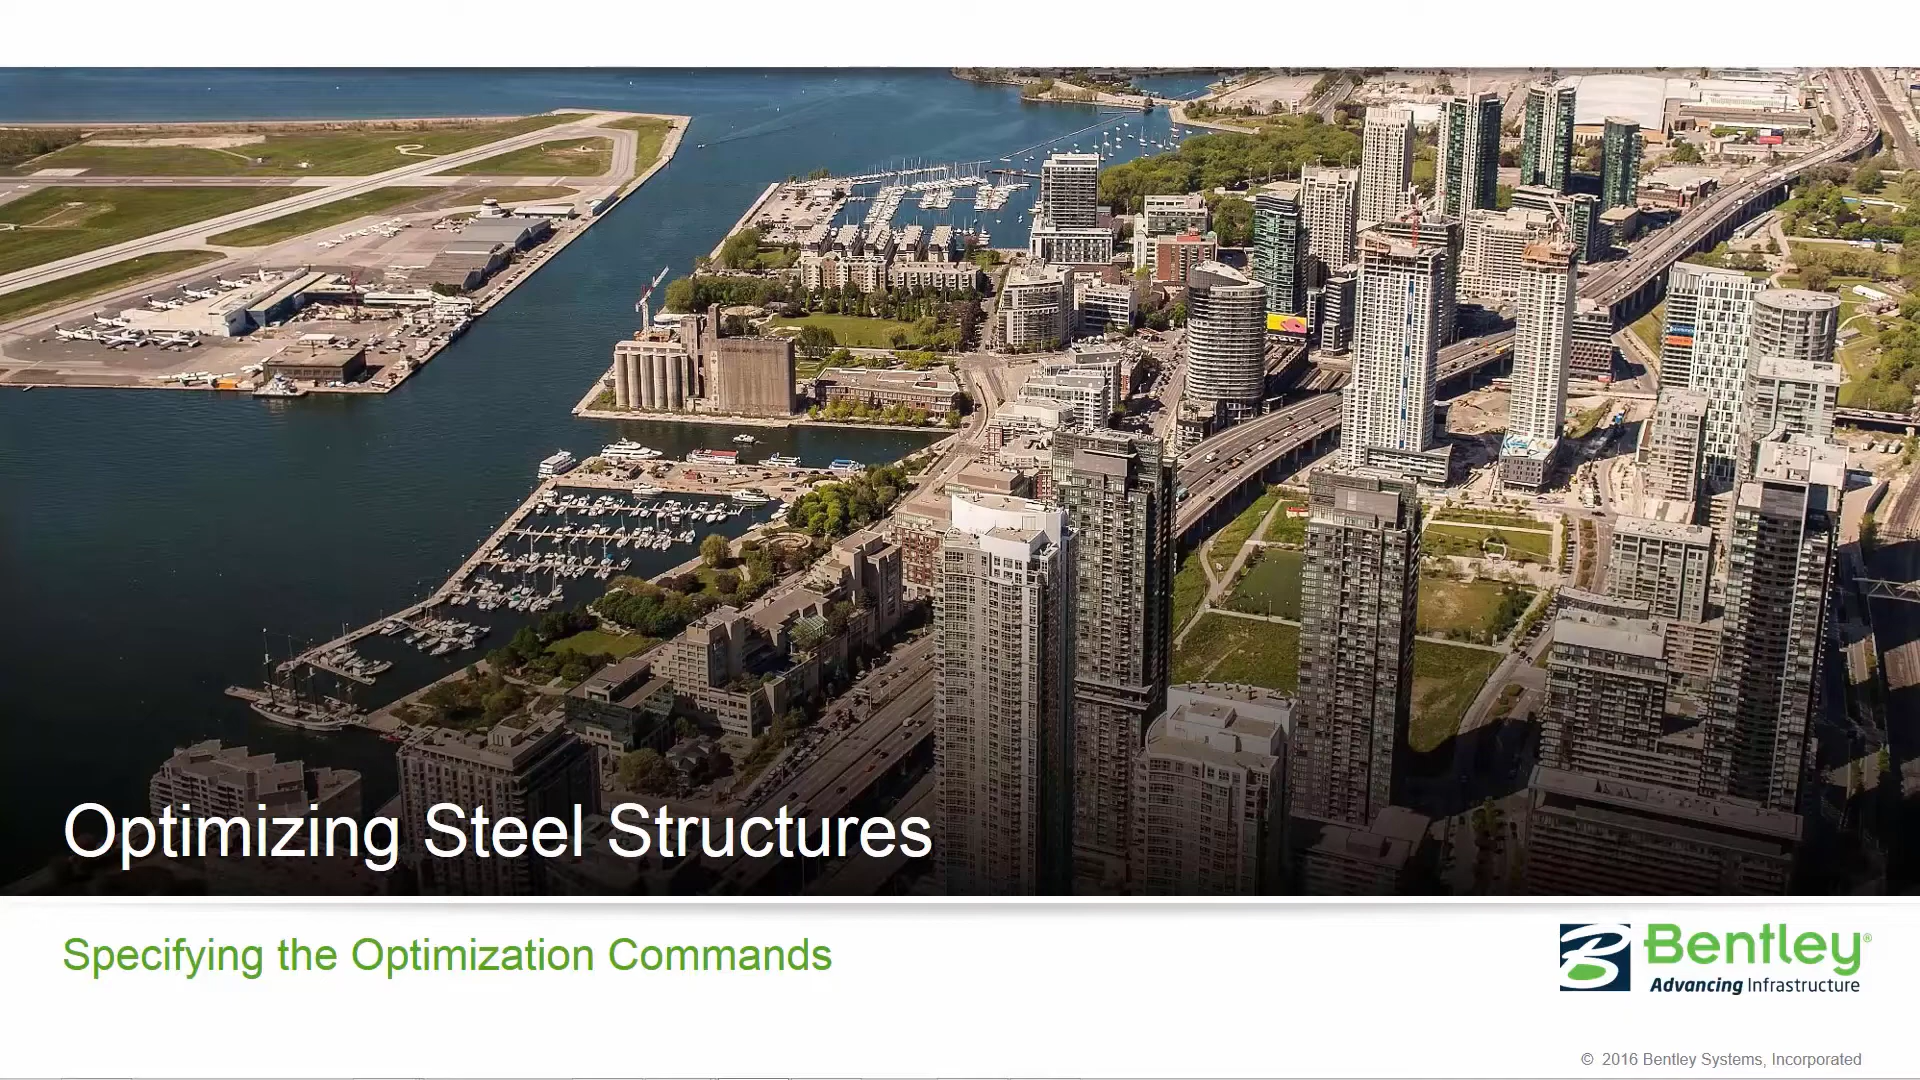 Optimizing Steel Structures
Specifying the Optimization Commands
Bentley®
Advancing Infrastructure
© 2016 Bentley Systems, Incorporated